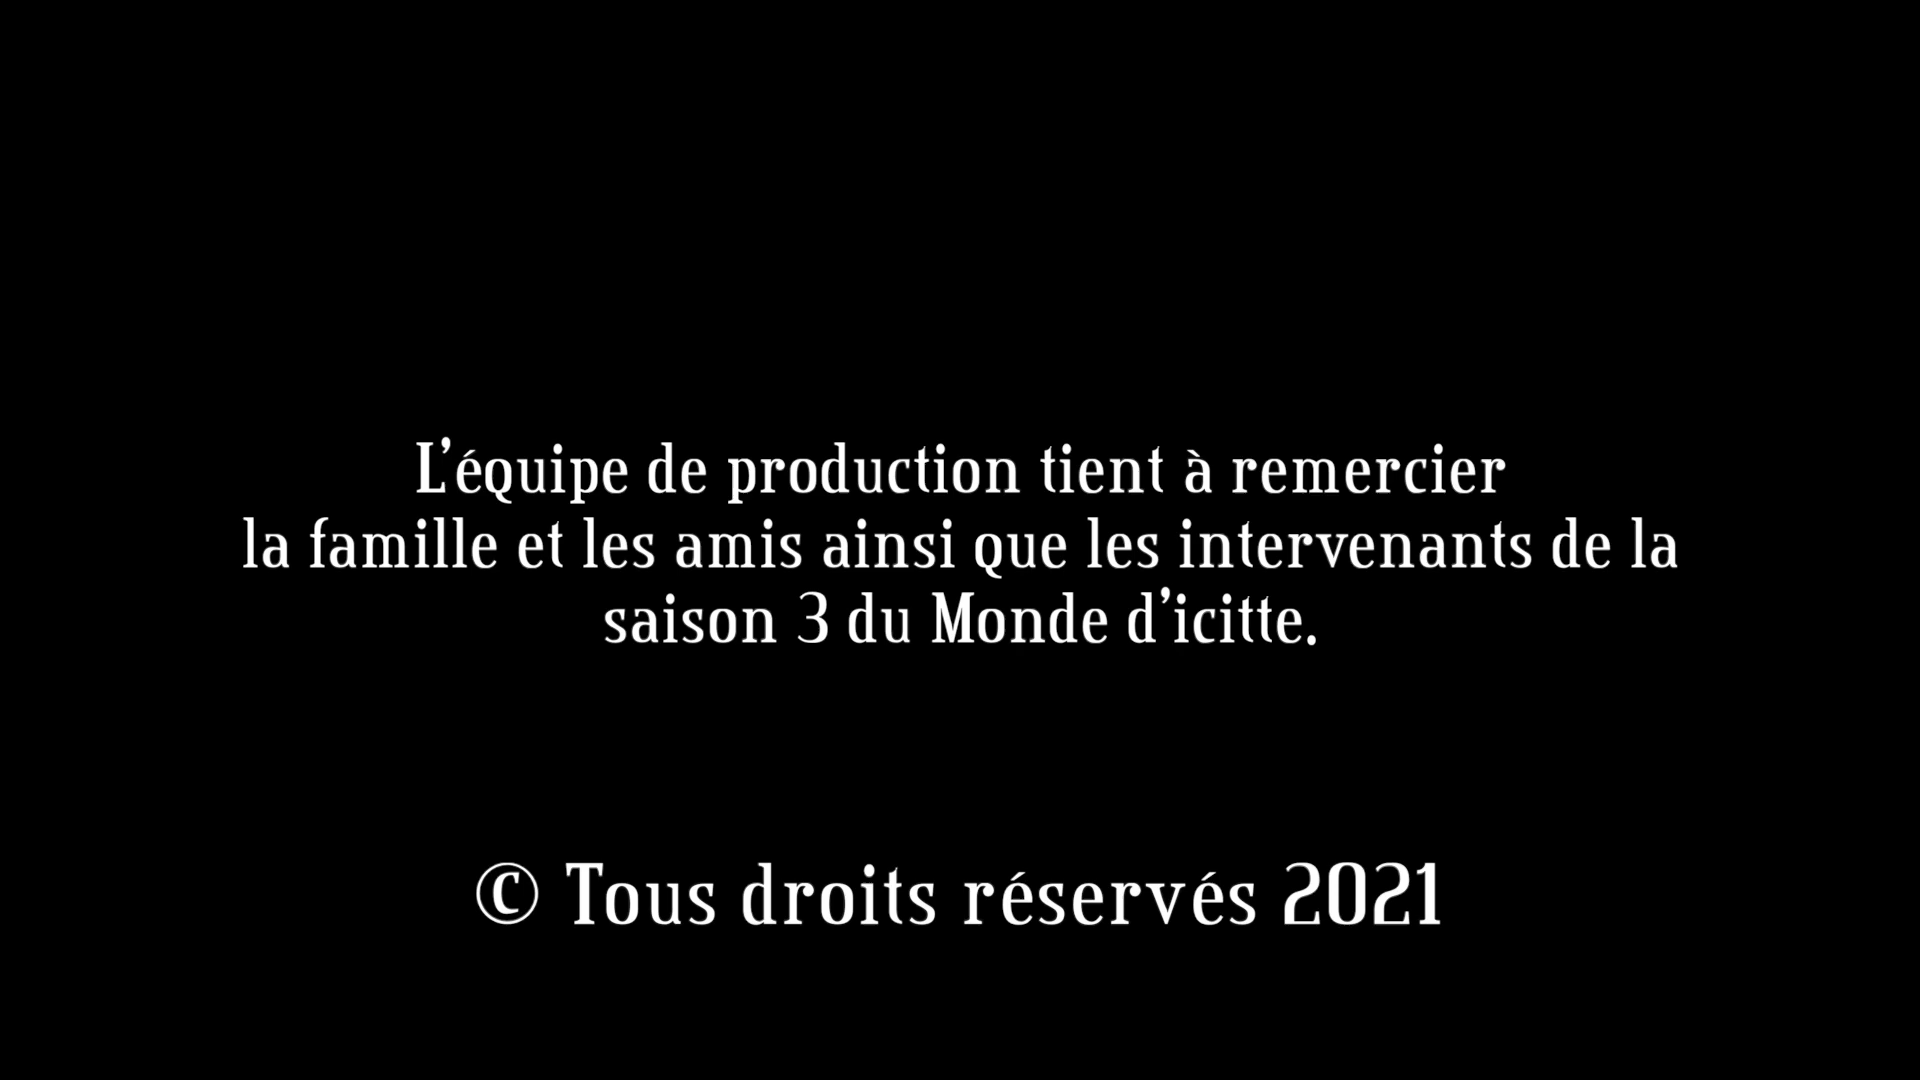 L’équipe de production tient à remercier
la famille et les amis ainsi que les intervenants de la
saison 3 du Monde d’icitte.
© Tous droits réservés 2021